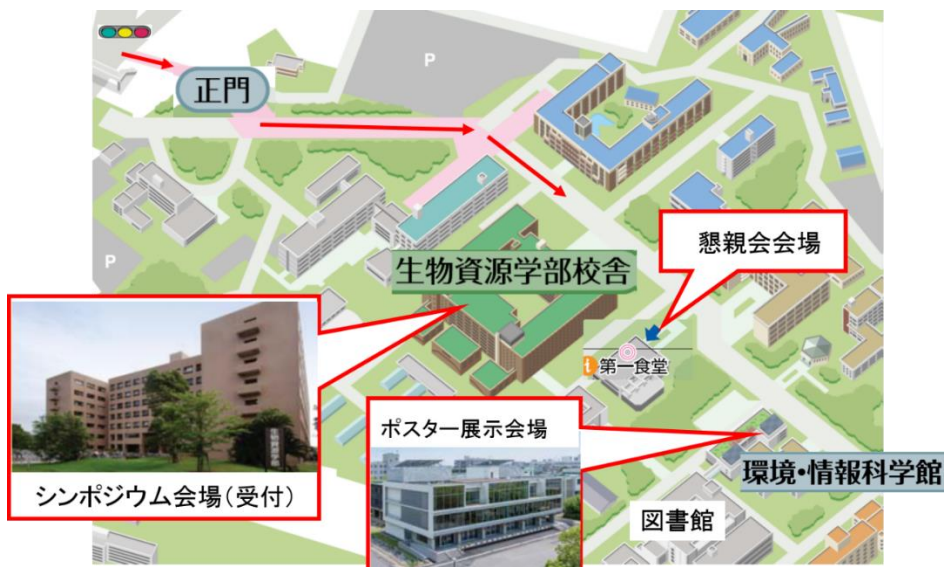 正門
P
P
懇親会会場
生物資源学部校舎
第一食堂
ポスター展示会場
シンポジウム会場(受付)
環境・情報科学館
図書館